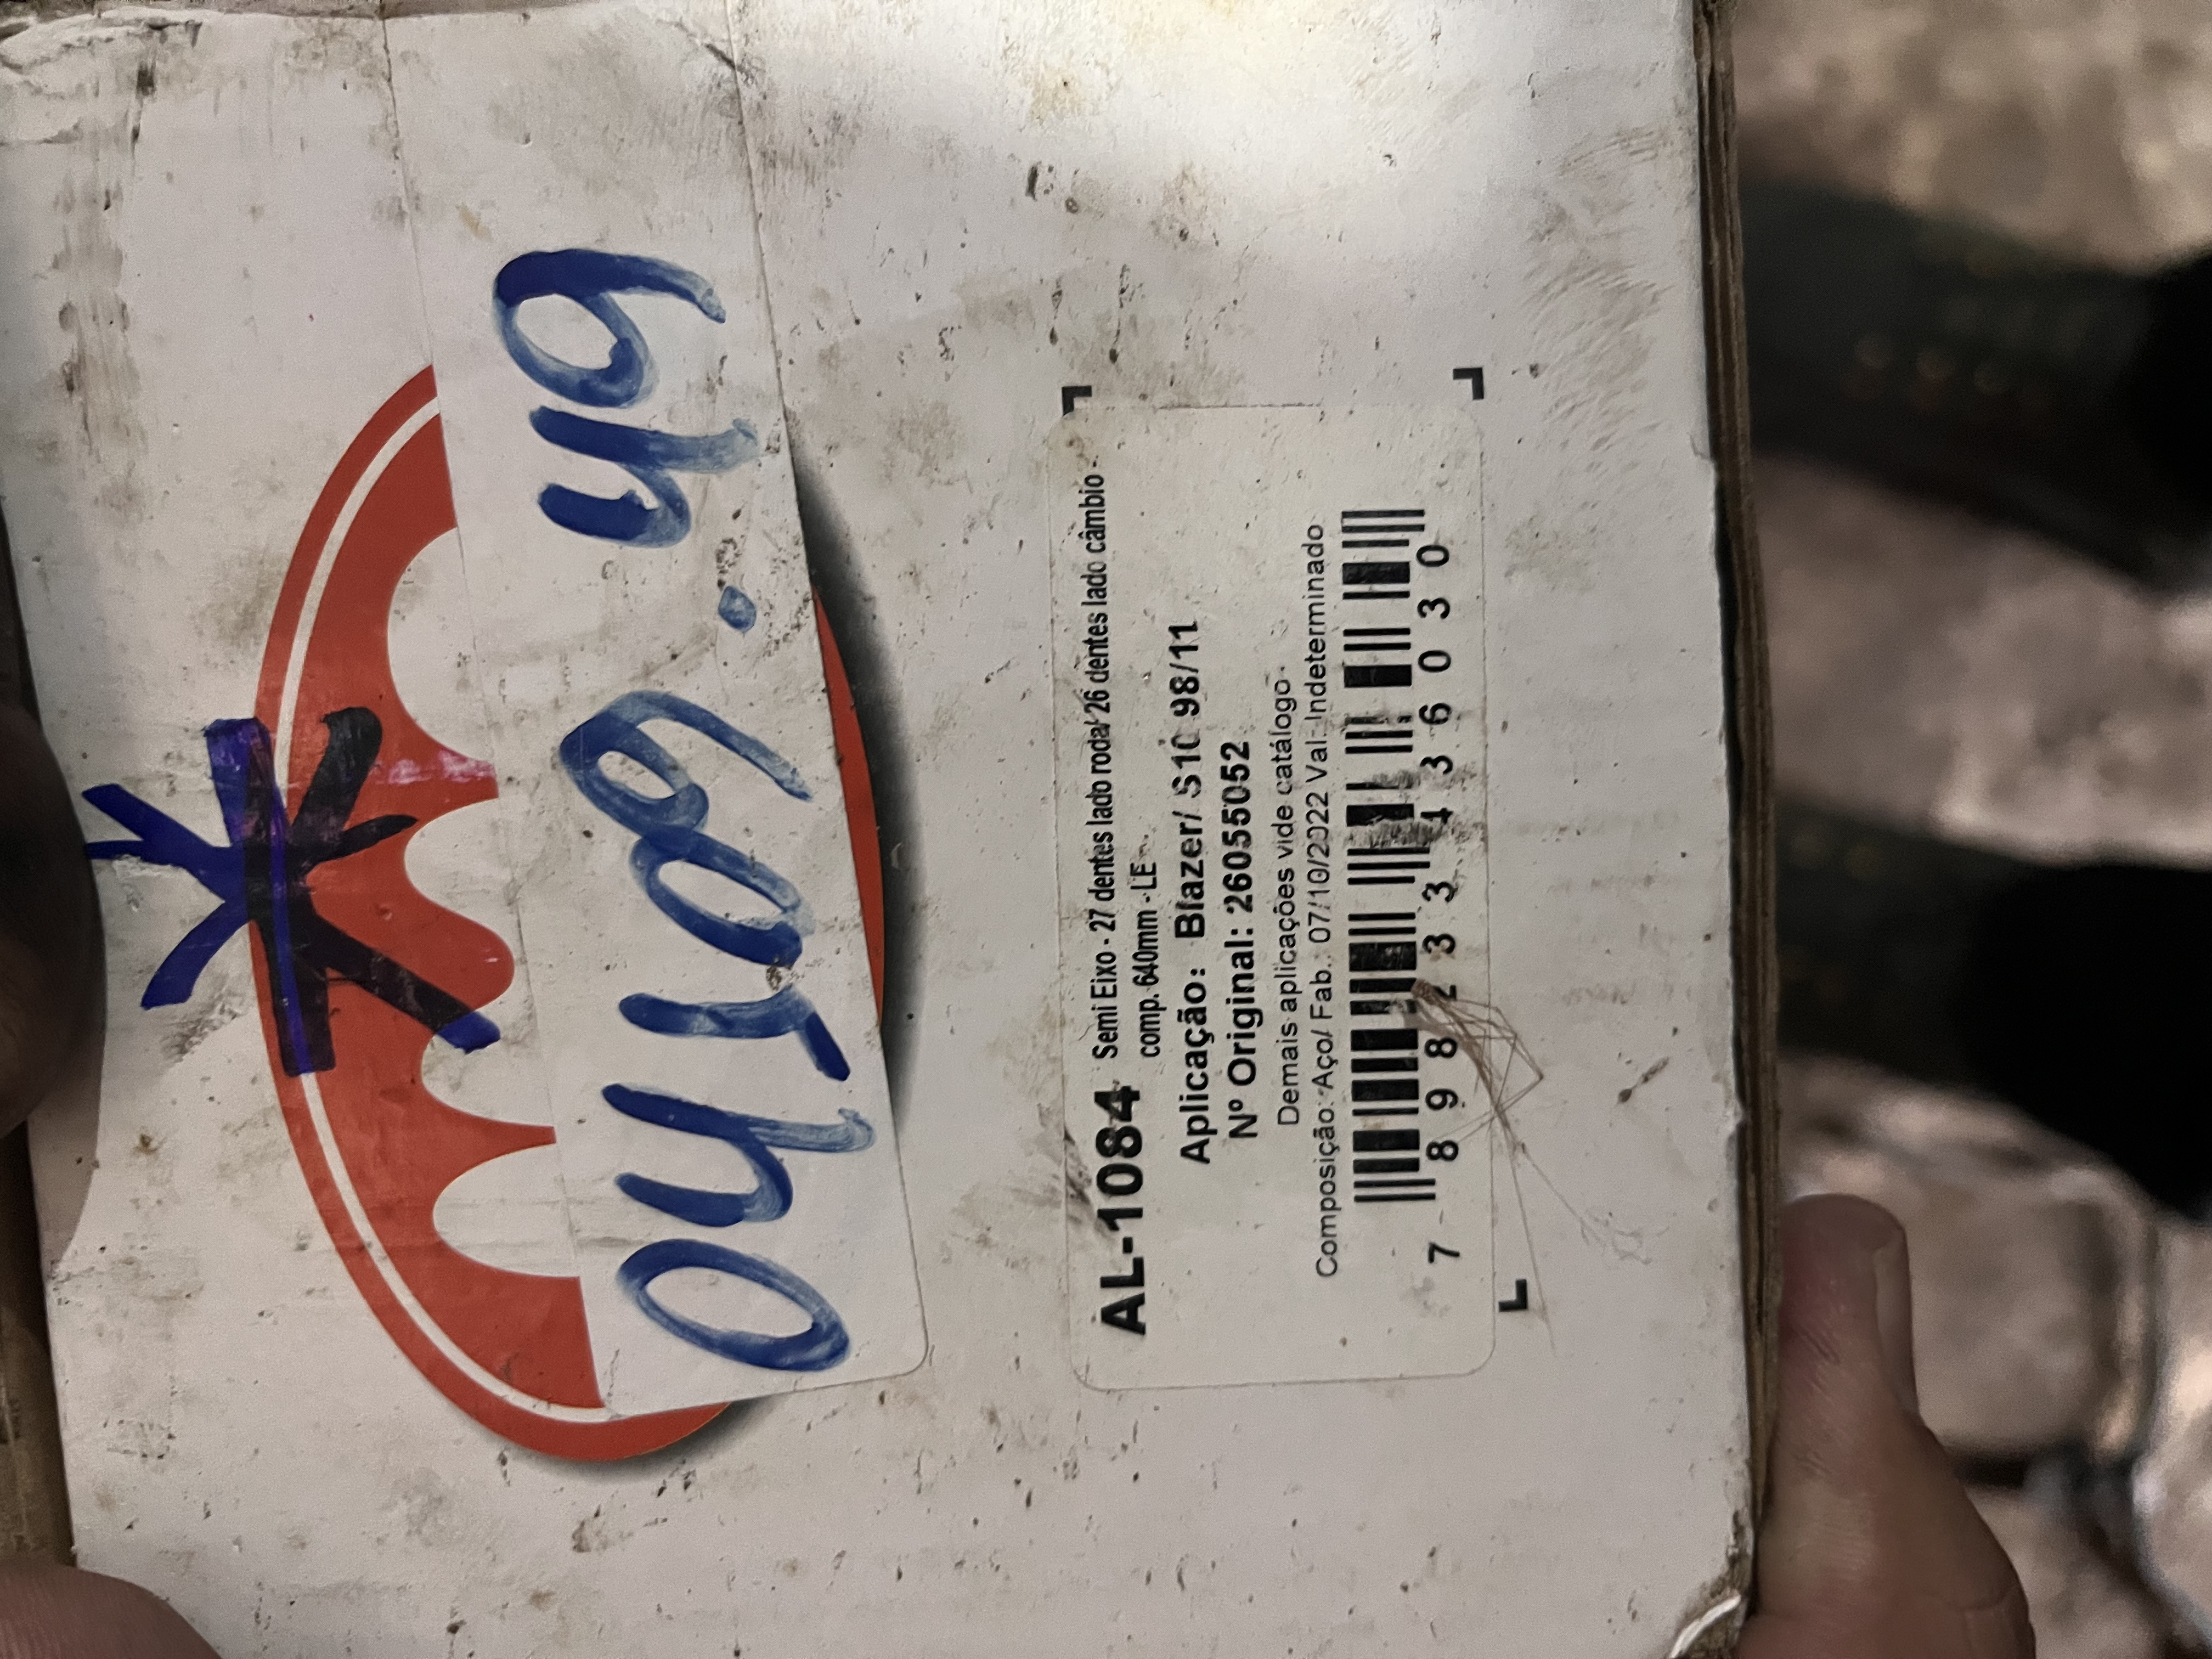 04109.49
AL-1084 Semi Eixo - 27 dentes lado roda/ 26 dentes lado câmbio -
comp. 640mm - LE
Aplicação: Blazer/ S10 98/11
Nº Original: 26055052
Demais aplicações vide catálogo.
Composição: Aço/ Fab.: 07/10/2022 Val.:Indeterminado
7 898233 436030